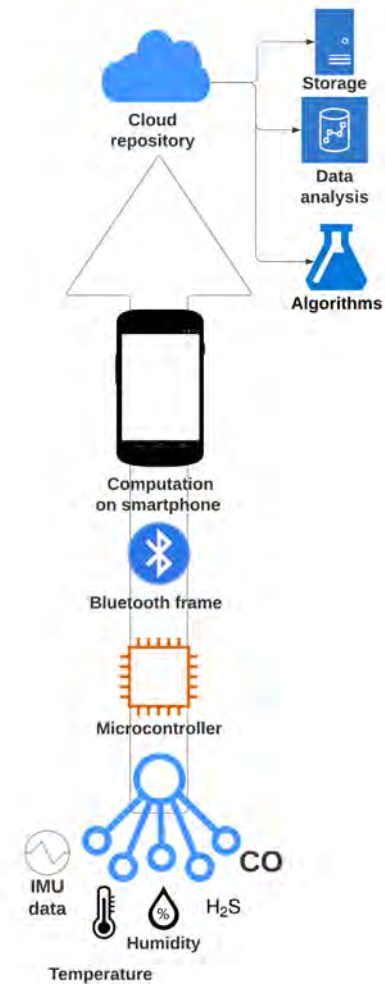 Storage
Cloud
repository
Data
analysis
Algorithms
Computation
on smartphone
Bluetooth frame
Microcontroller
CO
IMU
data
%
H₂S
Humidity
Temperature